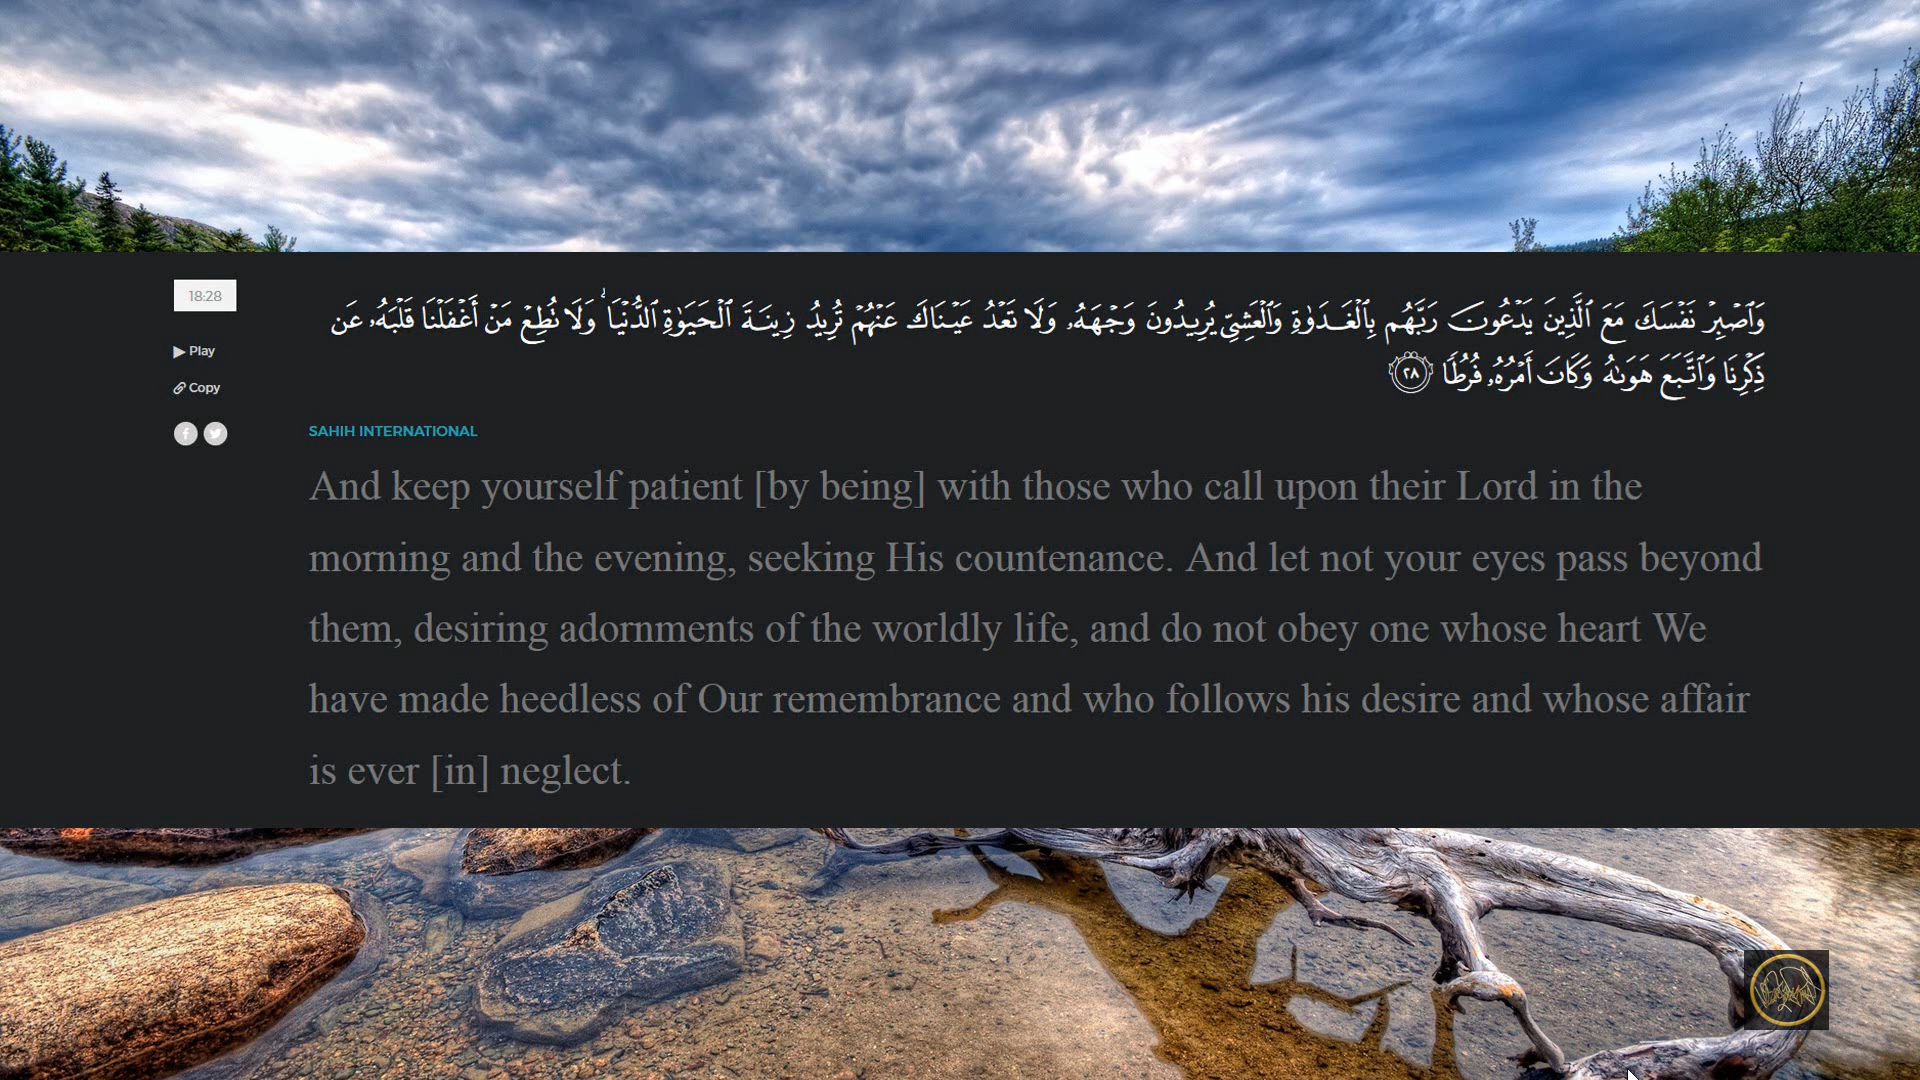 18:28
وَٱصْبِرْ نَفْسَكَ مَعَ ٱلَّذِينَ يَدْعُونَ رَبَّهُم بِٱلْغَدَوٰةِ وَٱلْعَشِىِّ يُرِيدُونَ وَجْهَهُۥ وَلَا تَعْدُ عَيْنَاكَ عَنْهُمْ تُرِيدُ زِينَةَ ٱلْحَيَوٰةِ ٱلدُّنْيَا ۖ وَلَا تُطِعْ مَنْ أَغْفَلْنَا قَلْبَهُۥ عَن
ذِكْرِنَا وَٱتَّبَعَ هَوَىٰهُ وَكَانَ أَمْرُهُۥ فُرُطًا ٢٨
Play
Copy
SAHIH INTERNATIONAL
And keep yourself patient [by being] with those who call upon their Lord in the
morning and the evening, seeking His countenance. And let not your eyes pass beyond
them, desiring adornments of the worldly life, and do not obey one whose heart We
have made heedless of Our remembrance and who follows his desire and whose affair
is ever [in] neglect.